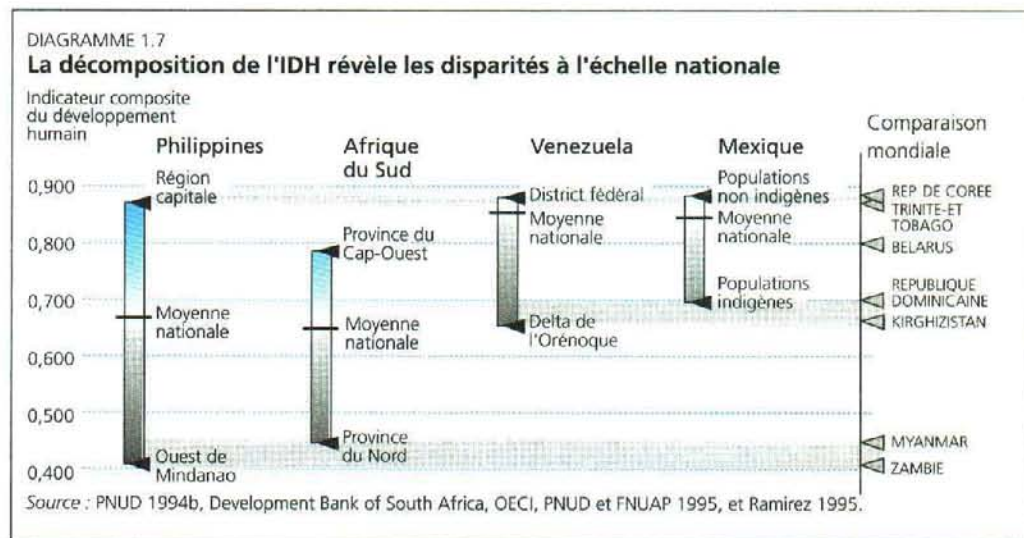 DIAGRAMME 1.7
La décomposition de l'IDH révèle les disparités à l'échelle nationale
Indicateur composite
du développement
humain
Philippines
Afrique
du Sud
Venezuela
Mexique
Comparaison
mondiale
0,900
0,800
0,700
0,600
0,500
0,400
Région
capitale
Moyenne
nationale
Ouest de
Mindanao
Province du
Cap-Ouest
Moyenne
nationale
Province
du Nord
District fédéral
Moyenne
nationale
Delta de
l'Orénoque
Populations
non indigènes
Moyenne
nationale
Populations
indigènes
REP DE COREE
TRINITE-ET
TOBAGO
BELARUS
REPUBLIQUE
DOMINICAINE
KIRGHIZISTAN
MYANMAR
ZAMBIE
Source : PNUD 1994b, Development Bank of South Africa, OECI, PNUD et FNUAP 1995, et Ramirez 1995.